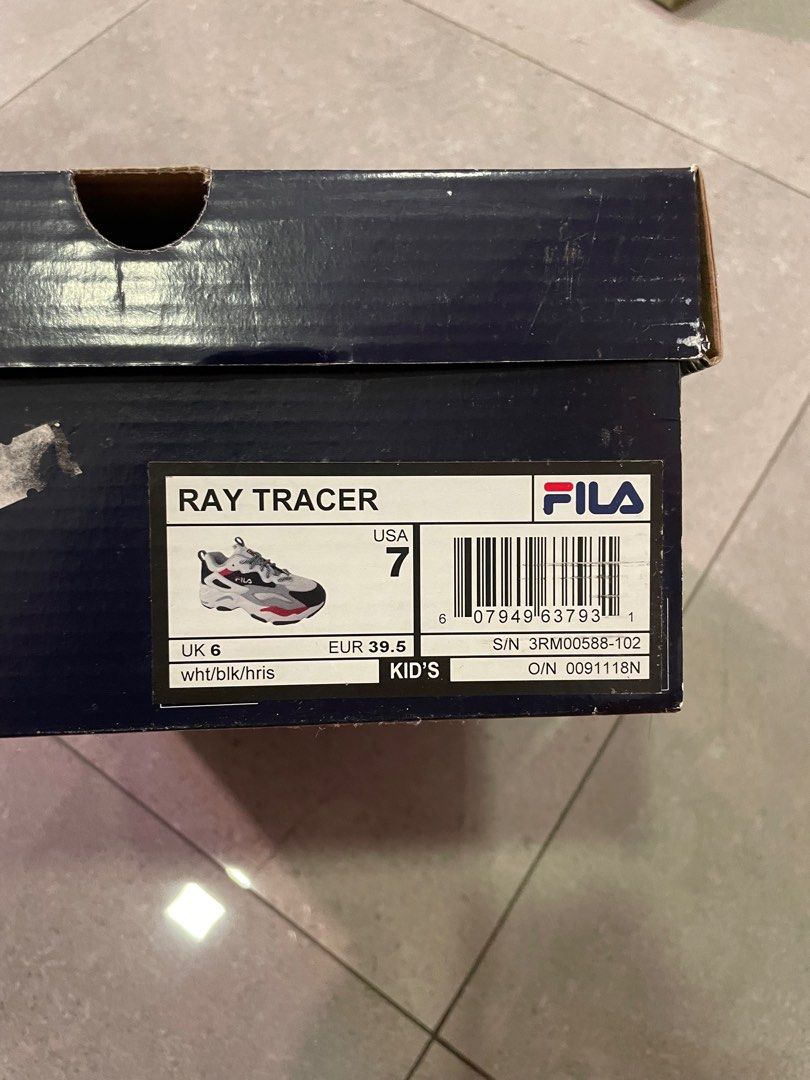 RAY TRACER
FILA
USA
7
FILA
6 07949 63793 1
UK 6 EUR 39.5
S/N 3RM00588-102
wht/blk/hris
KID'S
O/N 0091118N